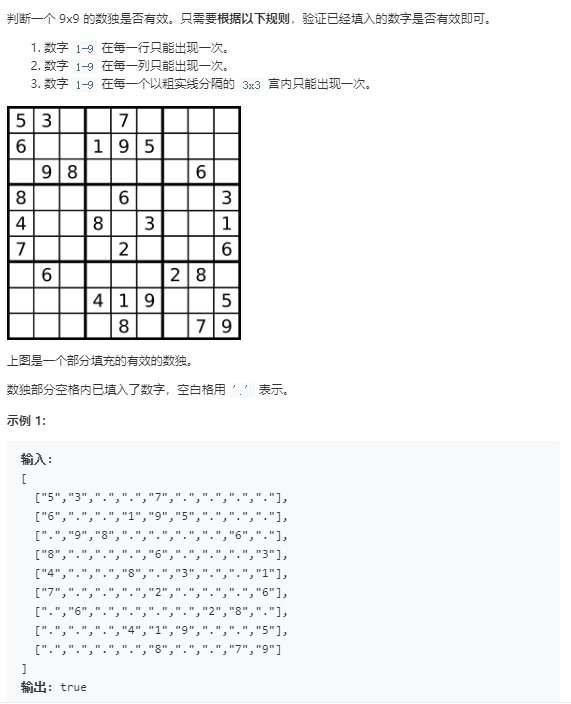 判断一个 9x9 的数独是否有效。只需要根据以下规则，验证已经填入的数字是否有效即可。
1. 数字 1-9 在每一行只能出现一次。
2. 数字 1-9 在每一列只能出现一次。
3. 数字 1-9 在每一个以粗实线分隔的 3x3 宫内只能出现一次。
5 3 7
6 1 9 5
9 8 6
8 6 3
4 8 3 1
7 2 6
6 2 8
4 1 9 5
8 7 9
上图是一个部分填充的有效的数独。
数独部分空格内已填入了数字，空白格用 '.' 表示。
示例 1:
输入:
[
["5","3",".",".","7",".",".",".","."],
["6",".",".","1","9","5",".",".","."],
[".","9","8",".",".",".",".","6","."],
["8",".",".",".","6",".",".",".","3"],
["4",".",".","8",".","3",".",".","1"],
["7",".",".",".","2",".",".",".","6"],
[".","6",".",".",".",".","2","8","."],
[".",".",".","4","1","9",".",".","5"],
[".",".",".",".","8",".",".","7","9"]
]
输出: true